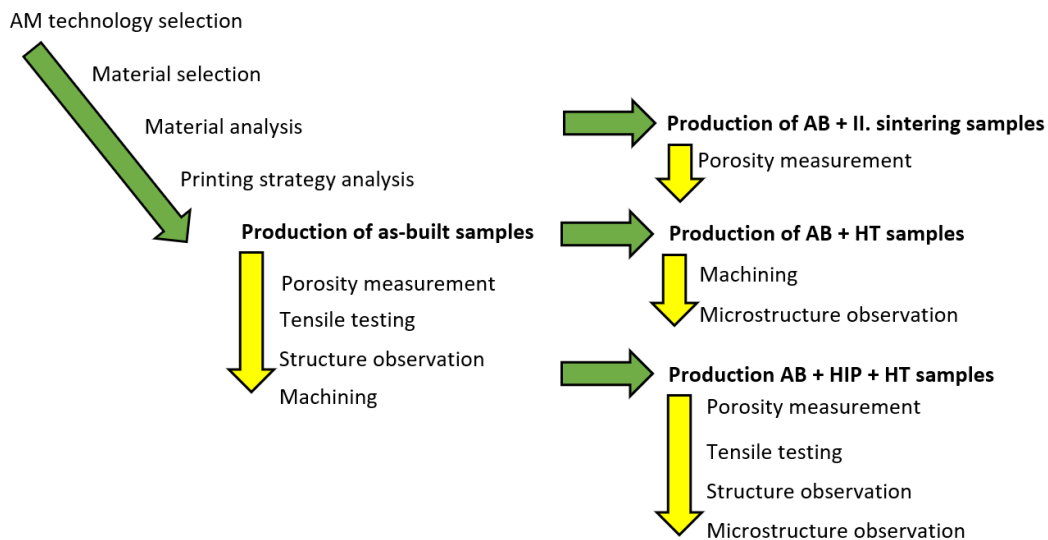 AM technology selection
Material selection
Material analysis
Printing strategy analysis
Production of as-built samples
Porosity measurement
Tensile testing
Structure observation
Machining
Production of AB + II. sintering samples
Porosity measurement
Production of AB + HT samples
Machining
Microstructure observation
Production AB + HIP + HT samples
Porosity measurement
Tensile testing
Structure observation
Microstructure observation